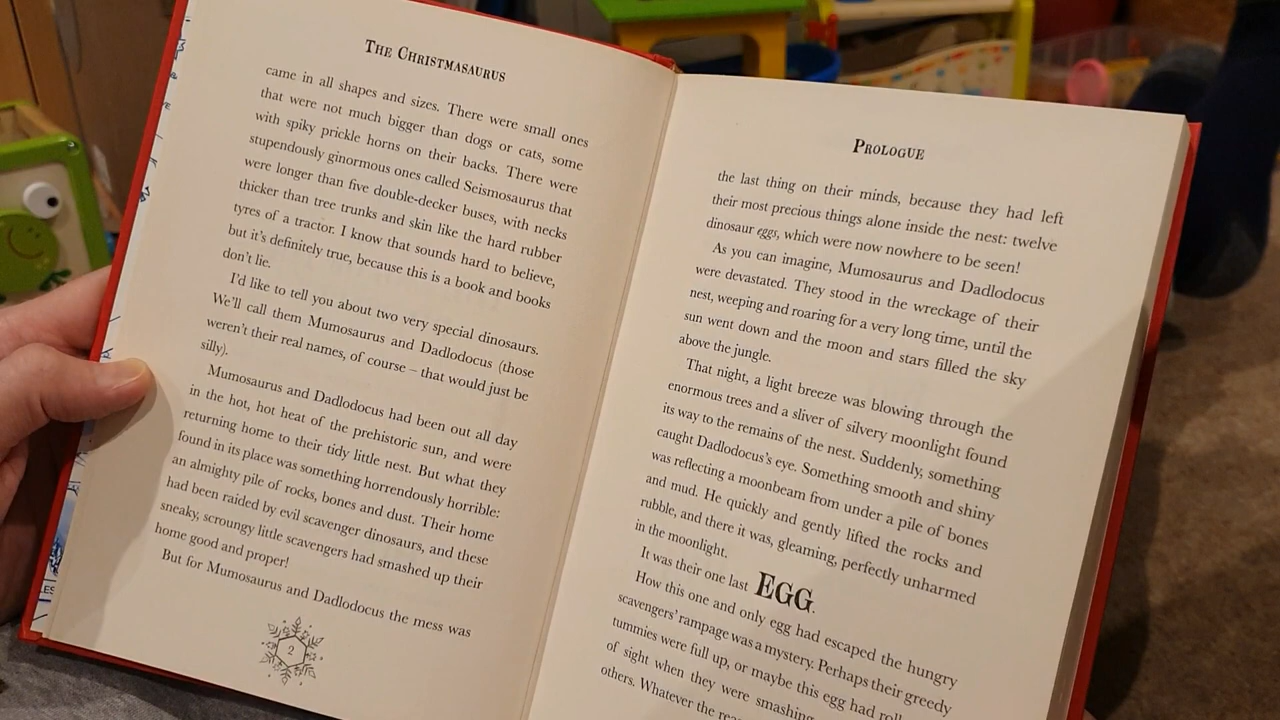 THE CHRISTMASAURUS
came in all shapes and sizes. There were small ones
that were not much bigger than dogs or cats, some
with spiky prickle horns on their backs. There were
stupendously ginormous ones called Seismosaurus that
were longer than five double-decker buses, with necks
thicker than tree trunks and skin like the hard rubber
tyres of a tractor. I know that sounds hard to believe,
but it's definitely true, because this is a book and books
don't lie.
I'd like to tell you about two very special dinosaurs.
We'll call them Mumosaurus and Dadlodocus (those
weren't their real names, of course – that would just be
silly).
Mumosaurus and Dadlodocus had been out all day
in the hot, hot heat of the prehistoric sun, and were
returning home to their tidy little nest. But what they
found in its place was something horrendously horrible:
an almighty pile of rocks, bones and dust. Their home
had been raided by evil scavenger dinosaurs, and these
sneaky, scroungy little scavengers had smashed up their
home good and proper!
But for Mumosaurus and Dadlodocus the mess was
2
PROLOGUE
the last thing on their minds, because they had left
their most precious things alone inside the nest: twelve
dinosaur eggs, which were now nowhere to be seen!
As you can imagine, Mumosaurus and Dadlodocus
were devastated. They stood in the wreckage of their
nest, weeping and roaring for a very long time, until the
sun went down and the moon and stars filled the sky
above the jungle.
That night, a light breeze was blowing through the
enormous trees and a sliver of silvery moonlight found
its way to the remains of the nest. Suddenly, something
caught Dadlodocus's eye. Something smooth and shiny
was reflecting a moonbeam from under a pile of bones
and mud. He quickly and gently lifted the rocks and
rubble, and there it was, gleaming, perfectly unharmed
in the moonlight.
It was their one last EGG.
How this one and only egg had escaped the hungry
scavengers' rampage was a mystery. Perhaps their greedy
tummies were full up, or maybe this egg had
of sight when they were smashing
others. Whatever the